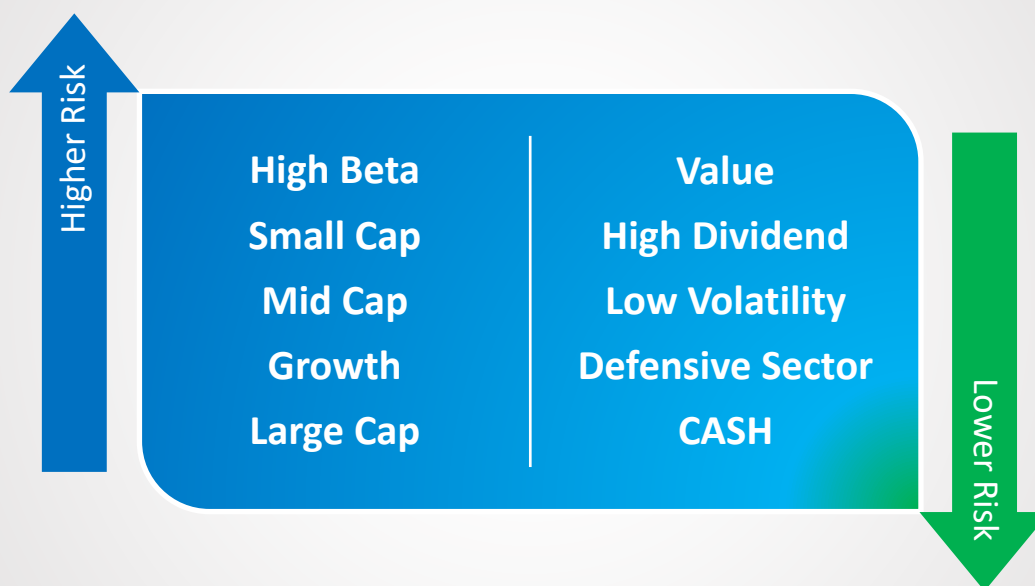 Higher Risk
High Beta
Small Cap
Mid Cap
Growth
Large Cap
Value
High Dividend
Low Volatility
Defensive Sector
CASH
Lower Risk